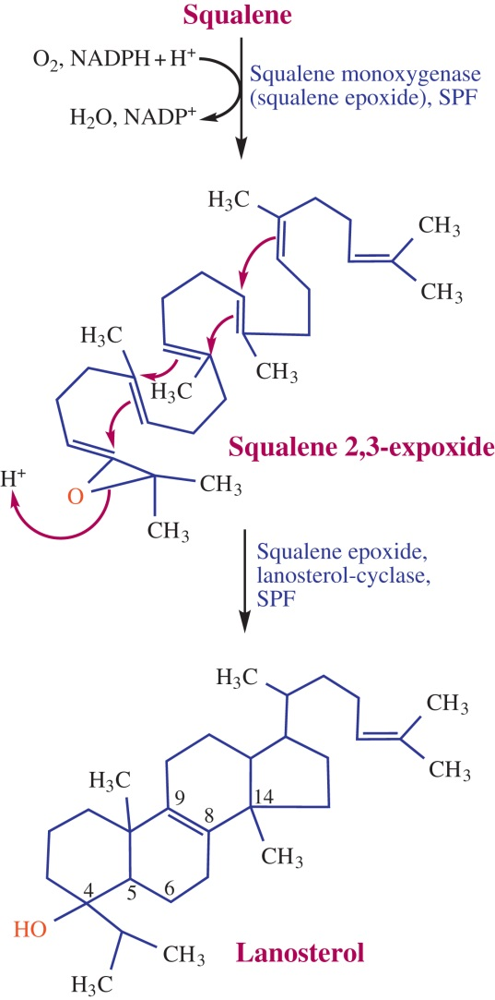 Squalene
O₂, NADPH + H⁺
Squalene monoxygenase
(squalene epoxide), SPF
H₂O, NADP⁺
H₃C
CH₃
CH₃
H₃C
CH₃
H₃C
Squalene 2,3-expoxide
H⁺
O
CH₃
CH₃
Squalene epoxide,
lanosterol-cyclase,
SPF
H₃C
CH₃
CH₃
H₃C
9
14
8
CH₃
4
5
6
HO
CH₃
Lanosterol
H₃C